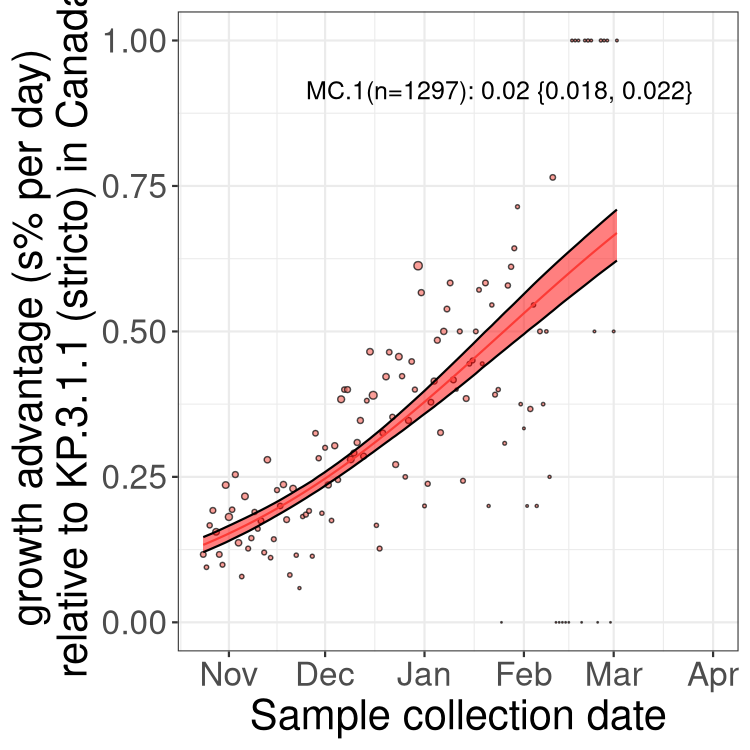 growth advantage (s% per day)
relative to KP.3.1.1 (stricto) in Canada
1.00
0.75
0.50
0.25
0.00
MC.1(n=1297): 0.02 {0.018, 0.022}
Nov Dec Jan Feb Mar Apr
Sample collection date